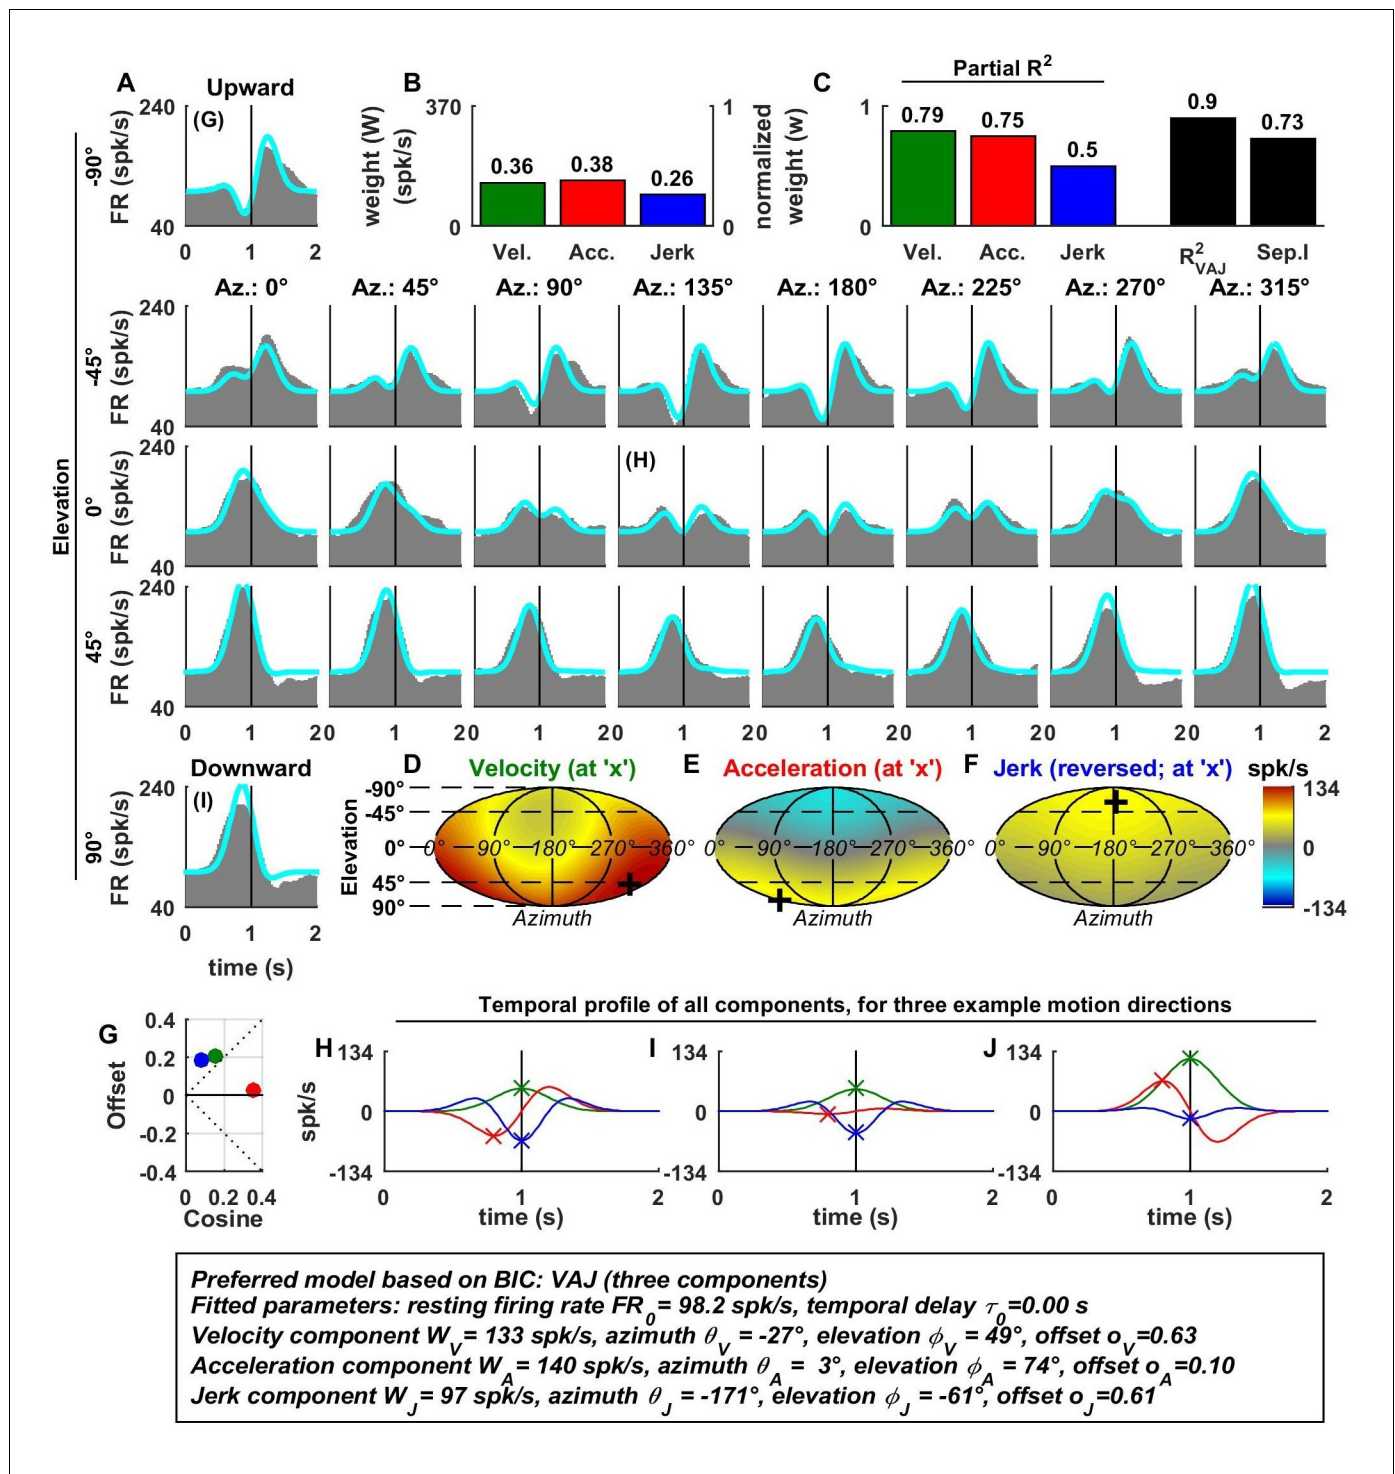 Partial R2
A
Upward
B
C
240
(G)
-90°
FR (spk/s)
40
0 1 2
370
weight (W)
(spk/s)
0
0.36 0.38 0.26
Vel. Acc. Jerk
1
normalized
weight (w)
0
1
0
0.79 0.75 0.5 0.9 0.73
Vel. Acc. Jerk R2VAJ Sep.I
Az.: 0° Az.: 45° Az.: 90° Az.: 135° Az.: 180° Az.: 225° Az.: 270° Az.: 315°
Elevation
240
-45°
FR (spk/s)
40
240
(H)
0°
FR (spk/s)
40
240
45°
FR (spk/s)
40
0 1 20 1 20 1 20 1 20 1 20 1 20 1 20 1 2
Downward
240
(I)
90°
FR (spk/s)
40
0 1 2
time (s)
D Velocity (at 'x') E Acceleration (at 'x') F Jerk (reversed; at 'x') spk/s
Elevation
-90°
-45°
0°
45°
90°
0° 90° 180° 270° 360° 0° 90° 180° 270° 360° 0° 90° 180° 270° 360°
Azimuth Azimuth Azimuth
134
0
-134
Temporal profile of all components, for three example motion directions
G
0.4
0.2
0
-0.2
-0.4
Offset
0 0.2 0.4
Cosine
H
134
0
-134
spk/s
0 1 2
time (s)
I
134
0
-134
0 1 2
time (s)
J
134
0
-134
0 1 2
time (s)
Preferred model based on BIC: VAJ (three components)
Fitted parameters: resting firing rate FR0= 98.2 spk/s, temporal delay τ0=0.00 s
Velocity component WV= 133 spk/s, azimuth θV = -27°, elevation ϕV = 49°, offset oV=0.63
Acceleration component WA= 140 spk/s, azimuth θA = 3°, elevation ϕA = 74°, offset oA=0.10
Jerk component WJ= 97 spk/s, azimuth θJ = -171°, elevation ϕJ = -61°, offset oJ=0.61